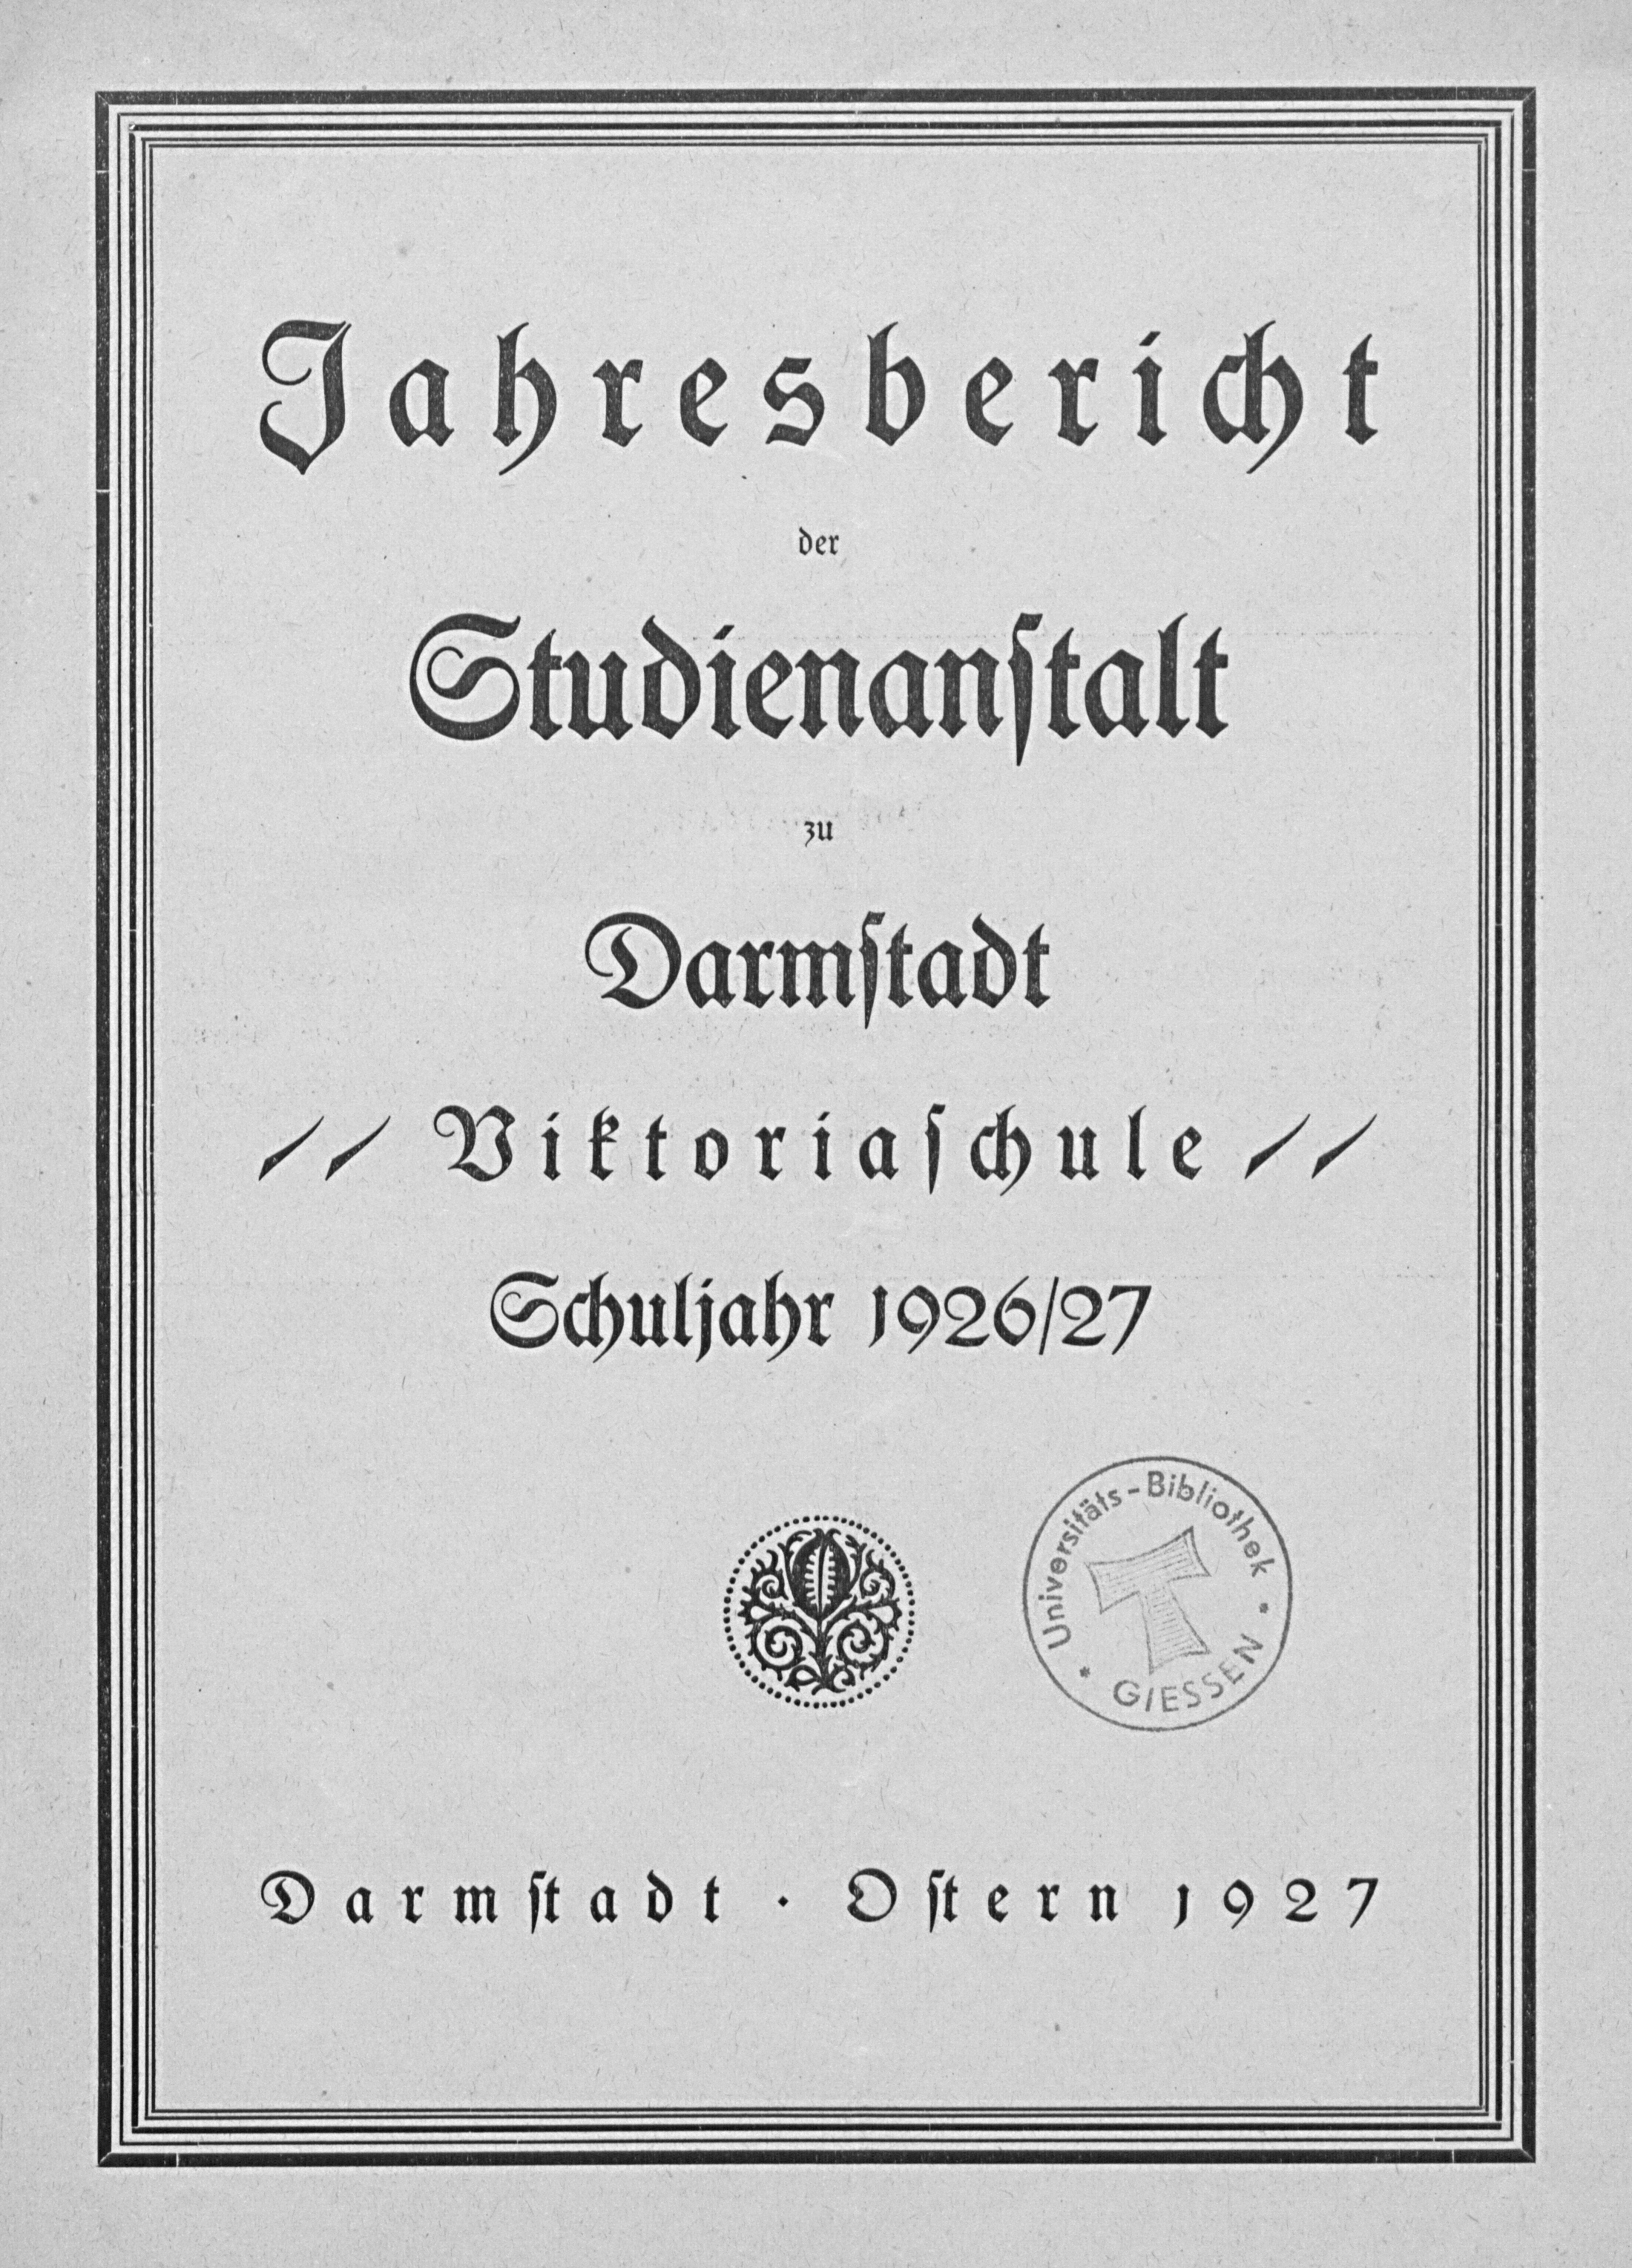 Jahresbericht
der
Studienanſtalt
zu
Darmſtadt
// Viktoriaſchule //
Schuljahr 1926/27
Universitäts-Bibliothek
* GIESSEN *
Darmſtadt · Oſtern 1927